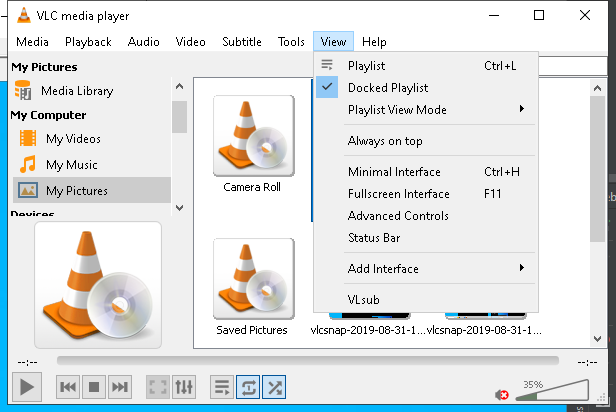 VLC media player
Media Playback Audio Video Subtitle Tools View Help
My Pictures
Media Library
My Computer
My Videos
My Music
My Pictures
Devices
Camera Roll
Saved Pictures
vlcsnap-2019-08-31-1...
vlcsnap-2019-08-31-1...
Playlist Ctrl+L
Docked Playlist
Playlist View Mode
Always on top
Minimal Interface Ctrl+H
Fullscreen Interface F11
Advanced Controls
Status Bar
Add Interface
VLsub
--:--
--:--
35%